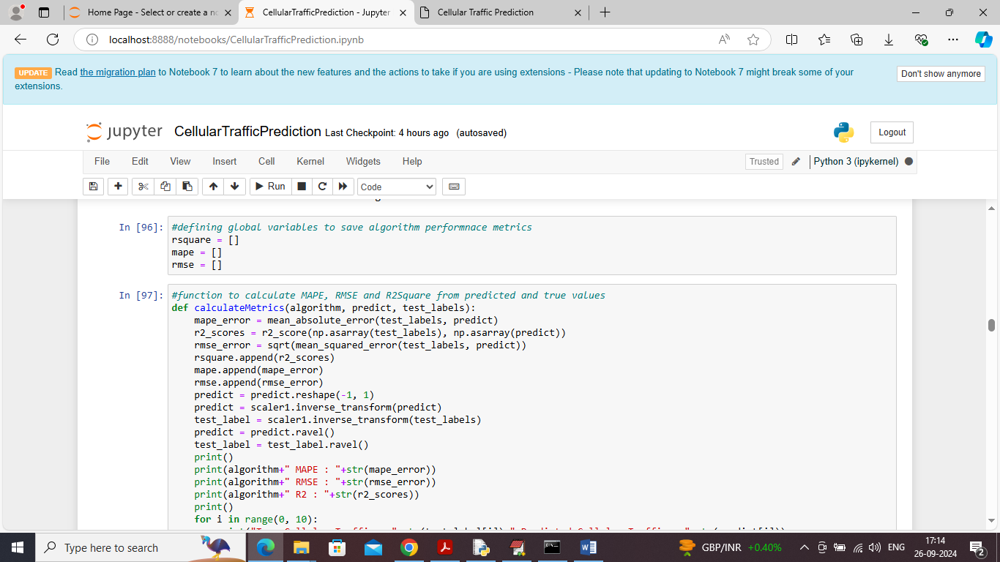 Home Page - Select or create a no
CellularTrafficPrediction - Jupyter
Cellular Traffic Prediction
localhost:8888/notebooks/CellularTrafficPrediction.ipynb
UPDATE Read the migration plan to Notebook 7 to learn about the new features and the actions to take if you are using extensions - Please note that updating to Notebook 7 might break some of your
extensions.
Don't show anymore
jupyter CellularTrafficPrediction Last Checkpoint: 4 hours ago (autosaved)
Logout
File Edit View Insert Cell Kernel Widgets Help
Trusted Python 3 (ipykernel)
Run Code
In [96]: #defining global variables to save algorithm performnace metrics
rsquare = []
mape = []
rmse = []
In [97]: #function to calculate MAPE, RMSE and R2Square from predicted and true values
def calculateMetrics(algorithm, predict, test_labels):
mape_error = mean_absolute_error(test_labels, predict)
r2_scores = r2_score(np.asarray(test_labels), np.asarray(predict))
rmse_error = sqrt(mean_squared_error(test_labels, predict))
rsquare.append(r2_scores)
mape.append(mape_error)
rmse.append(rmse_error)
predict = predict.reshape(-1, 1)
predict = scaler1.inverse_transform(predict)
test_label = scaler1.inverse_transform(test_labels)
predict = predict.ravel()
test_label = test_label.ravel()
print()
print(algorithm+" MAPE : "+str(mape_error))
print(algorithm+" RMSE : "+str(rmse_error))
print(algorithm+" R2 : "+str(r2_scores))
print()
for i in range(0, 10):
Type here to search
GBP/INR +0.40%
ENG
17:14
26-09-2024
2